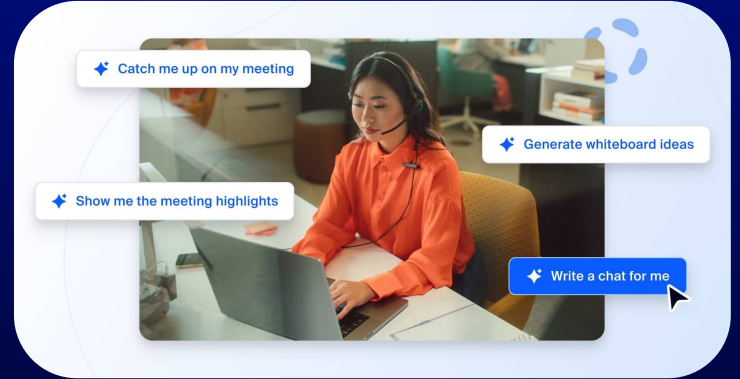 Catch me up on my meeting
Generate whiteboard ideas
Show me the meeting highlights
Write a chat for me